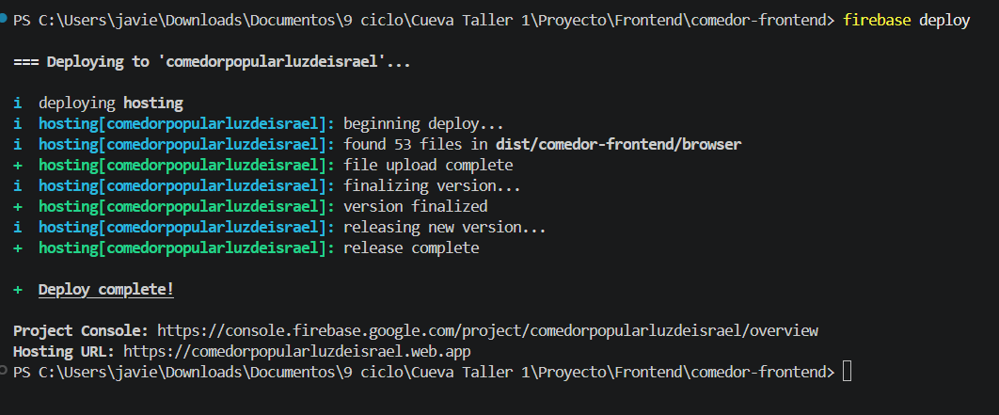 PS C:\Users\javie\Downloads\Documentos\9 ciclo\Cueva Taller 1\Proyecto\Frontend\comedor-frontend> firebase deploy
=== Deploying to 'comedorpopularluzdeisrael'...
i  deploying hosting
i  hosting[comedorpopularluzdeisrael]: beginning deploy...
i  hosting[comedorpopularluzdeisrael]: found 53 files in dist/comedor-frontend/browser
+  hosting[comedorpopularluzdeisrael]: file upload complete
i  hosting[comedorpopularluzdeisrael]: finalizing version...
+  hosting[comedorpopularluzdeisrael]: version finalized
i  hosting[comedorpopularluzdeisrael]: releasing new version...
+  hosting[comedorpopularluzdeisrael]: release complete
+  Deploy complete!
Project Console: https://console.firebase.google.com/project/comedorpopularluzdeisrael/overview
Hosting URL: https://comedorpopularluzdeisrael.web.app
PS C:\Users\javie\Downloads\Documentos\9 ciclo\Cueva Taller 1\Proyecto\Frontend\comedor-frontend>